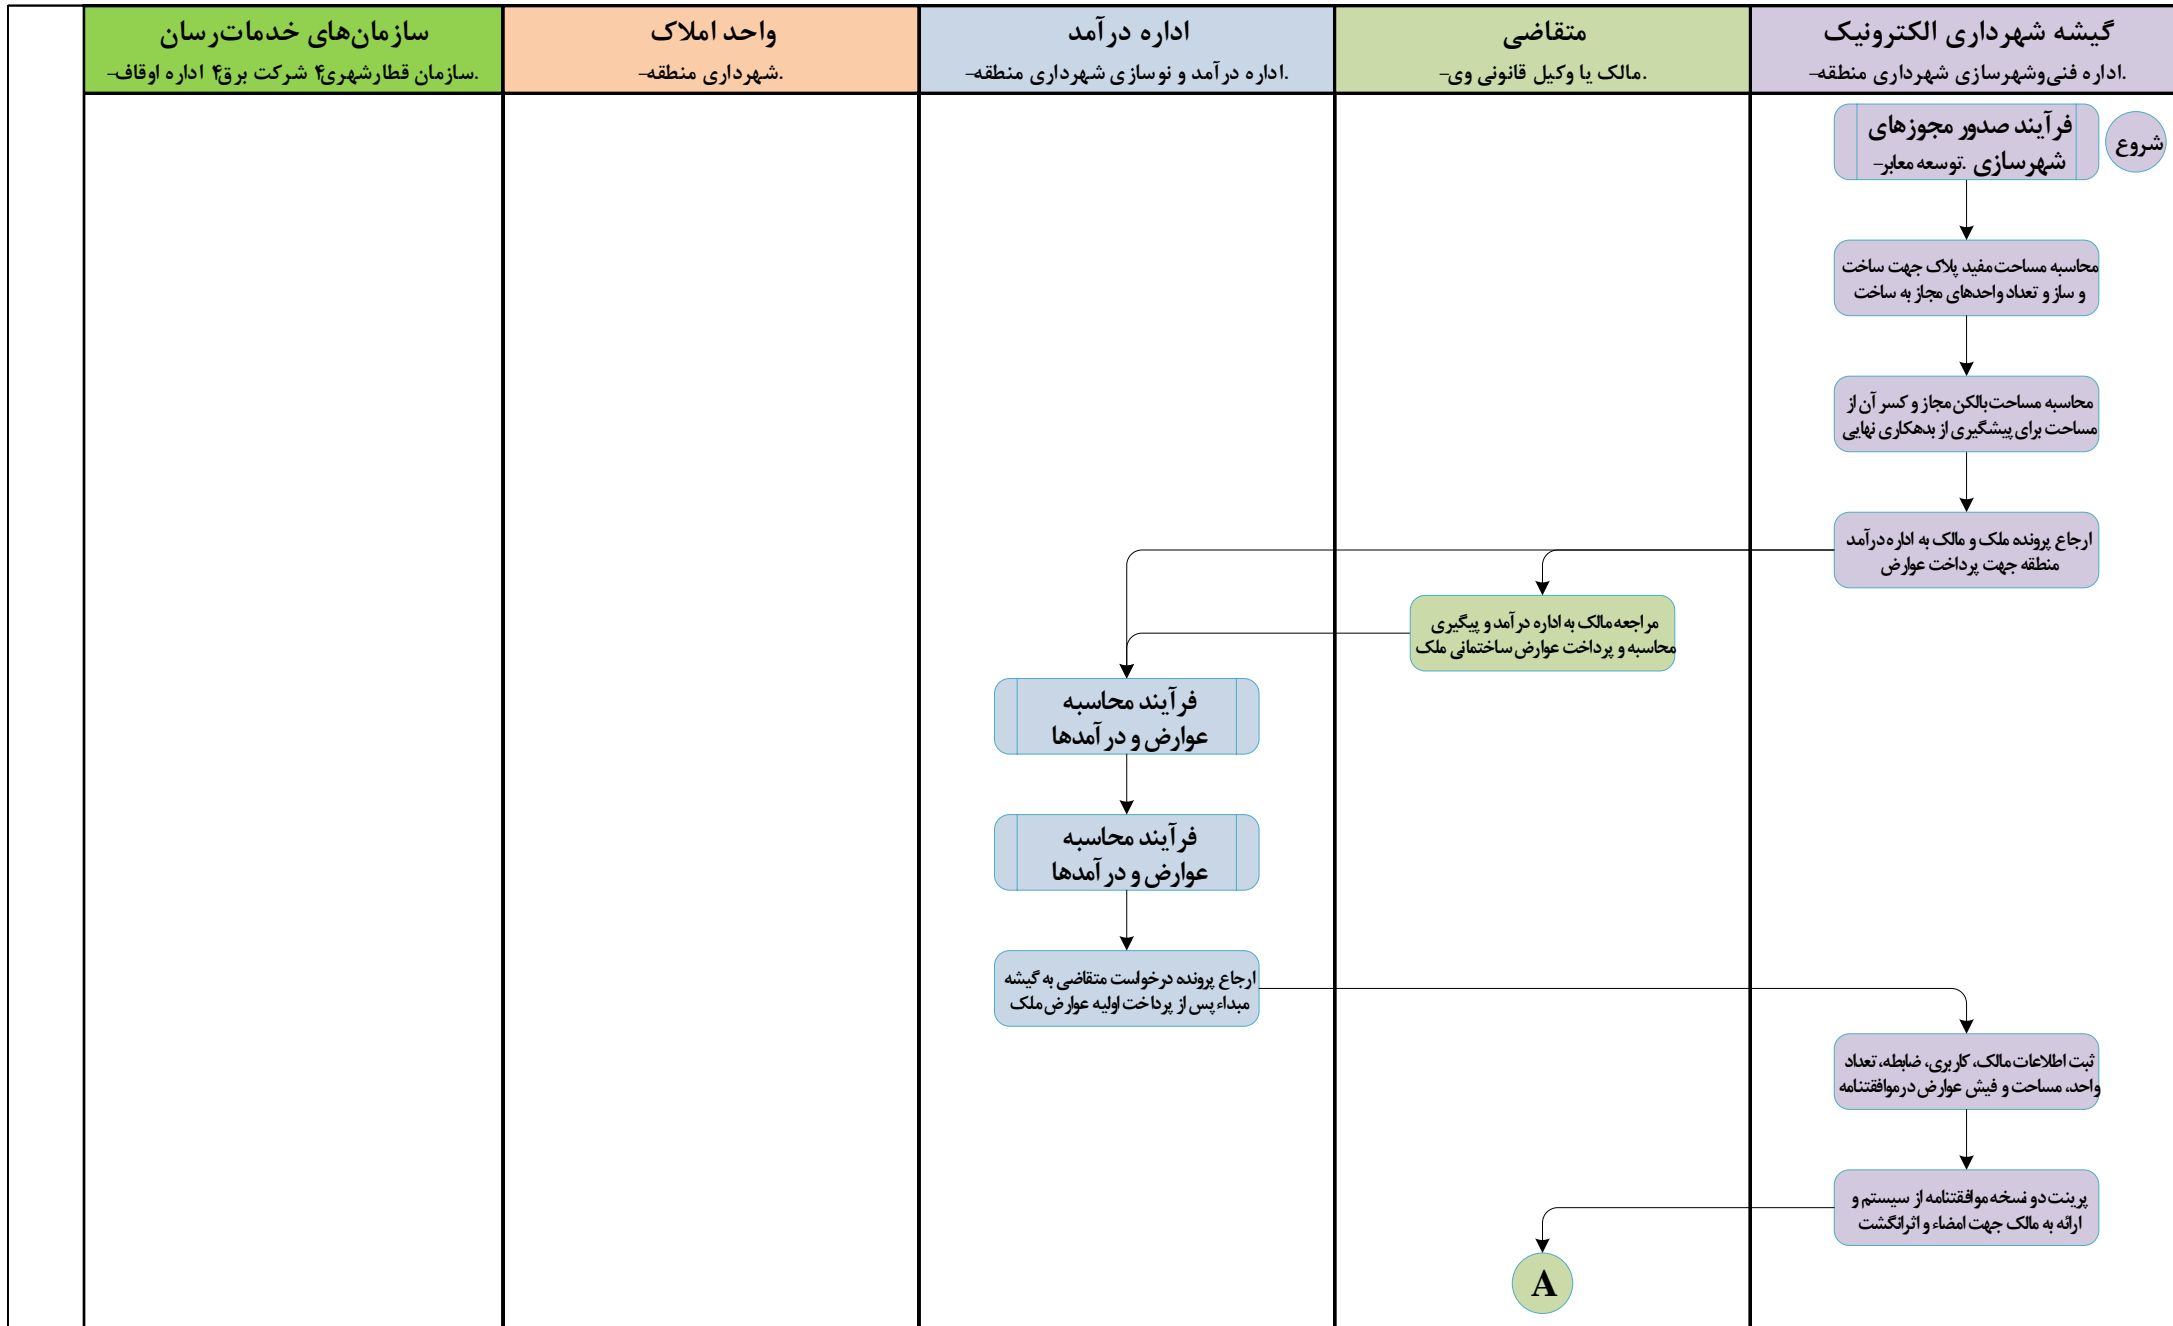 گیشه شهرداری الکترونیک
.اداره فنی‌وشهرسازی شهرداری منطقه–
متقاضی
.مالک یا وکیل قانونی وی–
اداره درآمد
.اداره درآمد و نوسازی شهرداری منطقه–
واحد املاک
.شهرداری منطقه–
سازمان‌های خدمات‌رسان
.سازمان قطارشهری۴ شرکت برق۴ اداره اوقاف–
شروع
فرآیند صدور مجوزهای
شهرسازی .توسعه معابر–
محاسبه مساحت مفید پلاک جهت ساخت
و ساز و تعداد واحدهای مجاز به ساخت
محاسبه مساحت بالکن مجاز و کسر آن از
مساحت برای پیشگیری از بدهکاری نهایی
ارجاع پرونده ملک و مالک به اداره درآمد
منطقه جهت پرداخت عوارض
مراجعه مالک به اداره درآمد و پیگیری
محاسبه و پرداخت عوارض ساختمانی ملک
فرآیند محاسبه
عوارض و درآمدها
فرآیند محاسبه
عوارض و درآمدها
ارجاع پرونده درخواست متقاضی به گیشه
مبداء پس از پرداخت اولیه عوارض ملک
ثبت اطلاعات مالک، کاربری، ضابطه، تعداد
واحد، مساحت و فیش عوارض درموافقتنامه
پرینت دو نسخه موافقتنامه از سیستم و
ارائه به مالک جهت امضاء و اثرانگشت
A